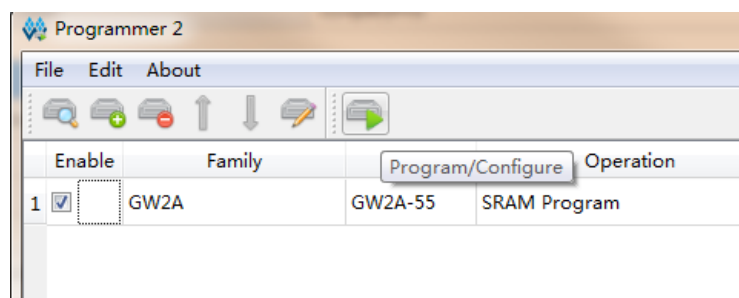 Programmer 2
File Edit About
Enable Family Operation
Program/Configure
1 GW2A GW2A-55 SRAM Program